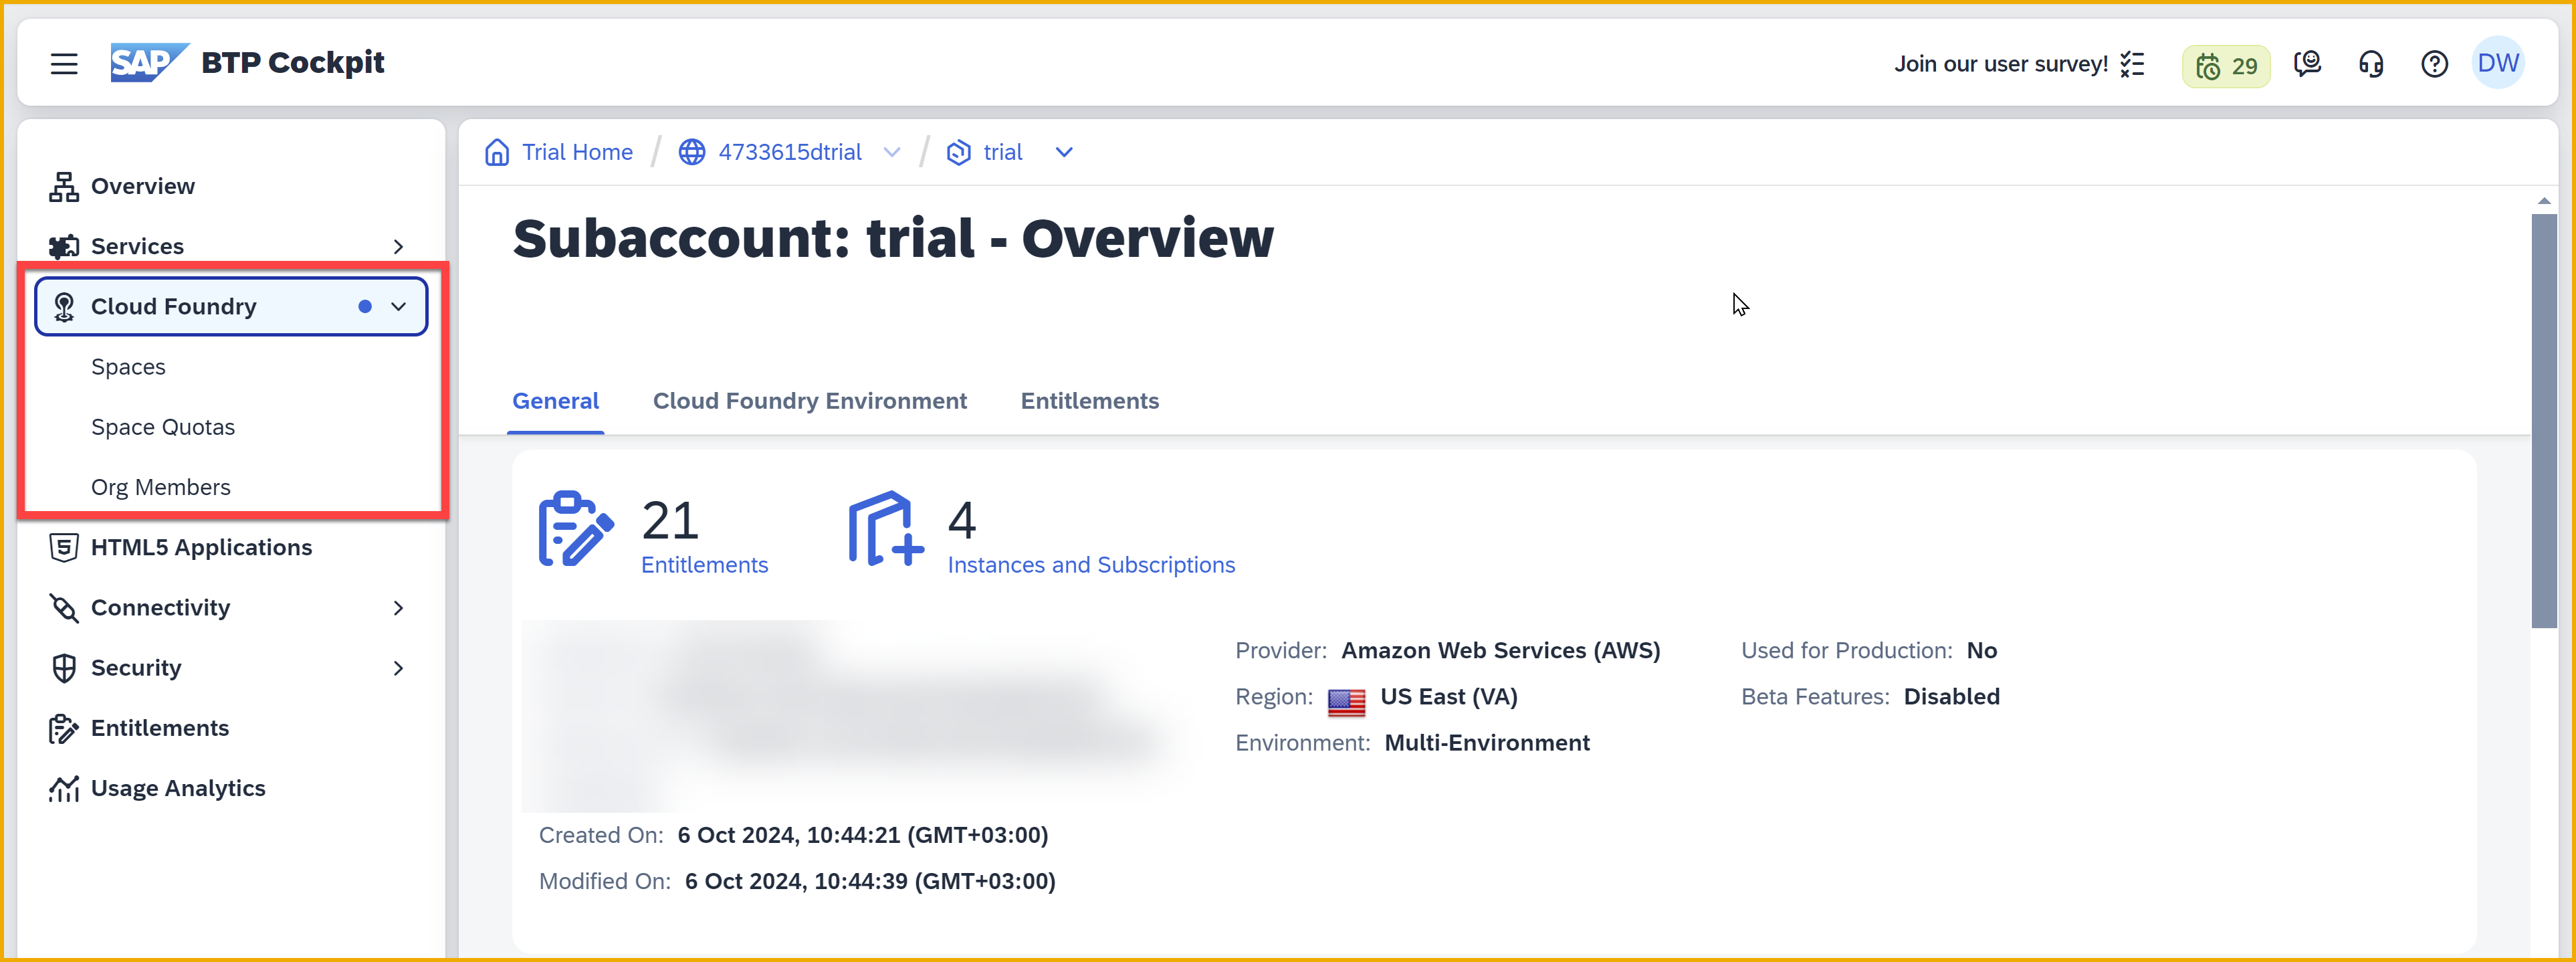 SAP BTP Cockpit
Join our user survey!
29
DW
Overview
Services
Cloud Foundry
Spaces
Space Quotas
Org Members
HTML5 Applications
Connectivity
Security
Entitlements
Usage Analytics
Trial Home / 4733615dtrial / trial
Subaccount: trial - Overview
General
Cloud Foundry Environment
Entitlements
21
Entitlements
4
Instances and Subscriptions
Provider: Amazon Web Services (AWS)
Region: US East (VA)
Environment: Multi-Environment
Used for Production: No
Beta Features: Disabled
Created On: 6 Oct 2024, 10:44:21 (GMT+03:00)
Modified On: 6 Oct 2024, 10:44:39 (GMT+03:00)